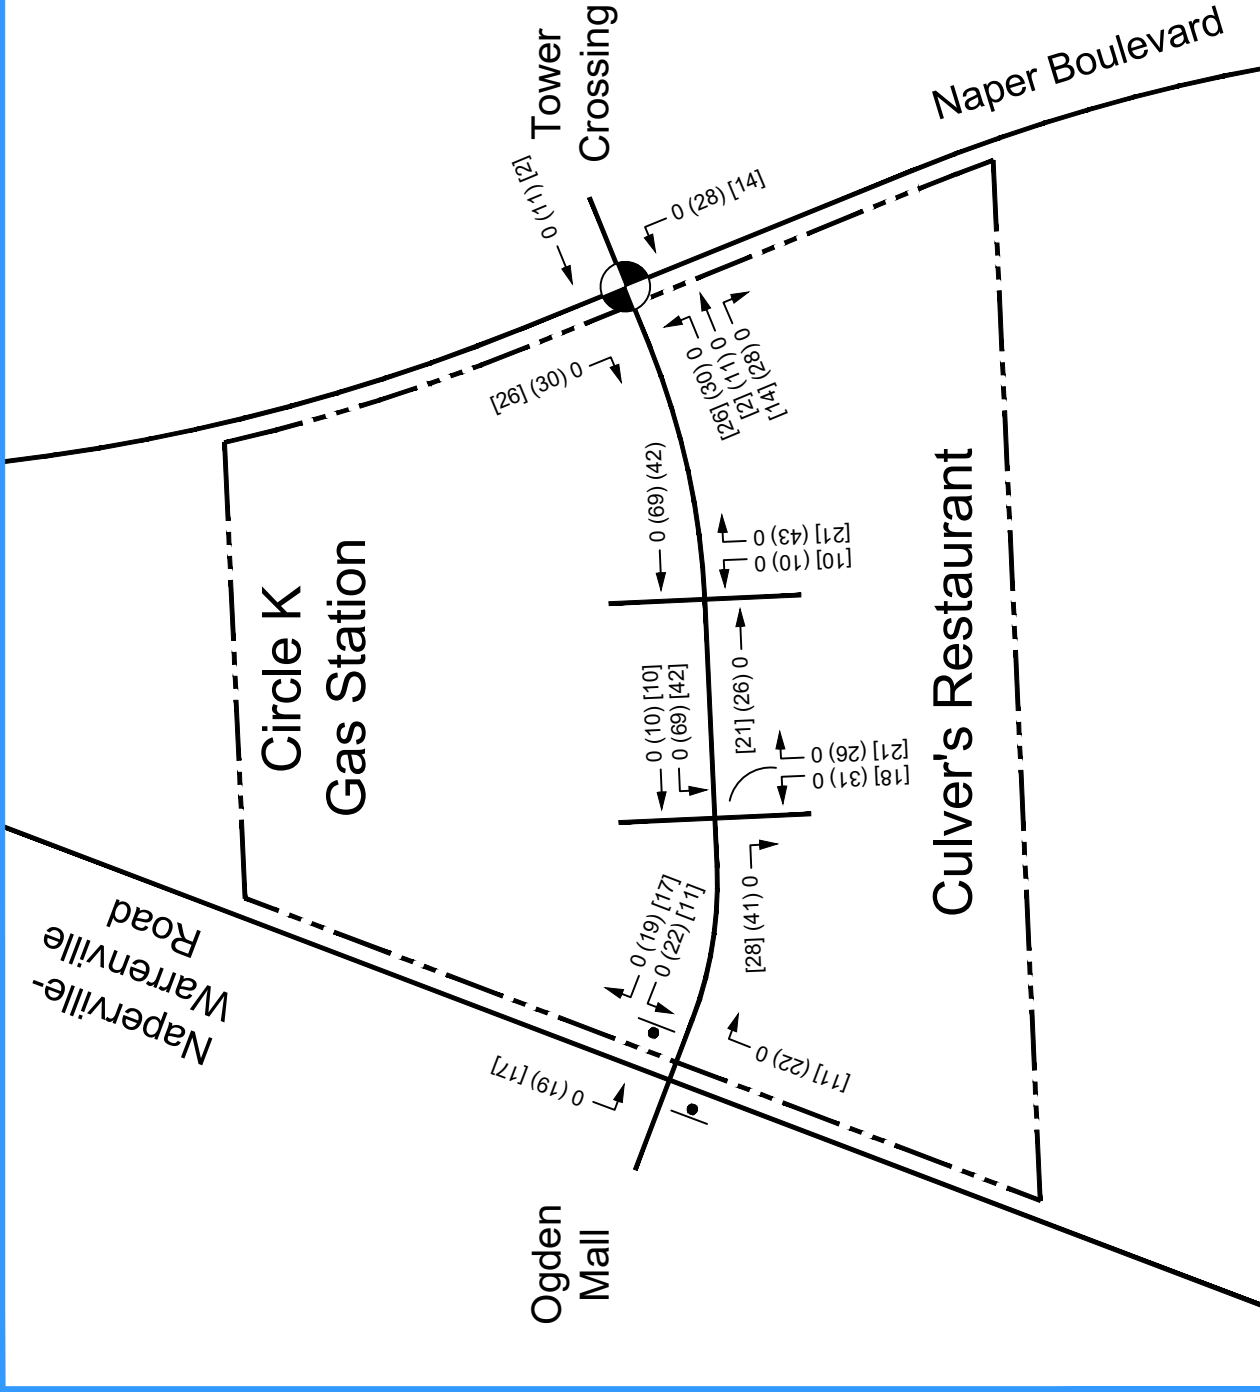 Tower
Crossing
Naper Boulevard
0 (11) [2]
0 (28) [14]
[26] (30) 0
[26] (30) 0
[2] (11) 0
[14] (28) 0
0 (69) (42)
[21] (43) 0
[10] (10) 0
Circle K
Gas Station
Culver's Restaurant
0 (10) [10]
0 (69) [42]
[21] (26) 0
[21] (26) 0
[18] (31) 0
0 (19) [17]
0 (22) [11]
[28] (41) 0
Naperville-
Warrenville
Road
0 (19) [17]
[11] (22) 0
Ogden
Mall